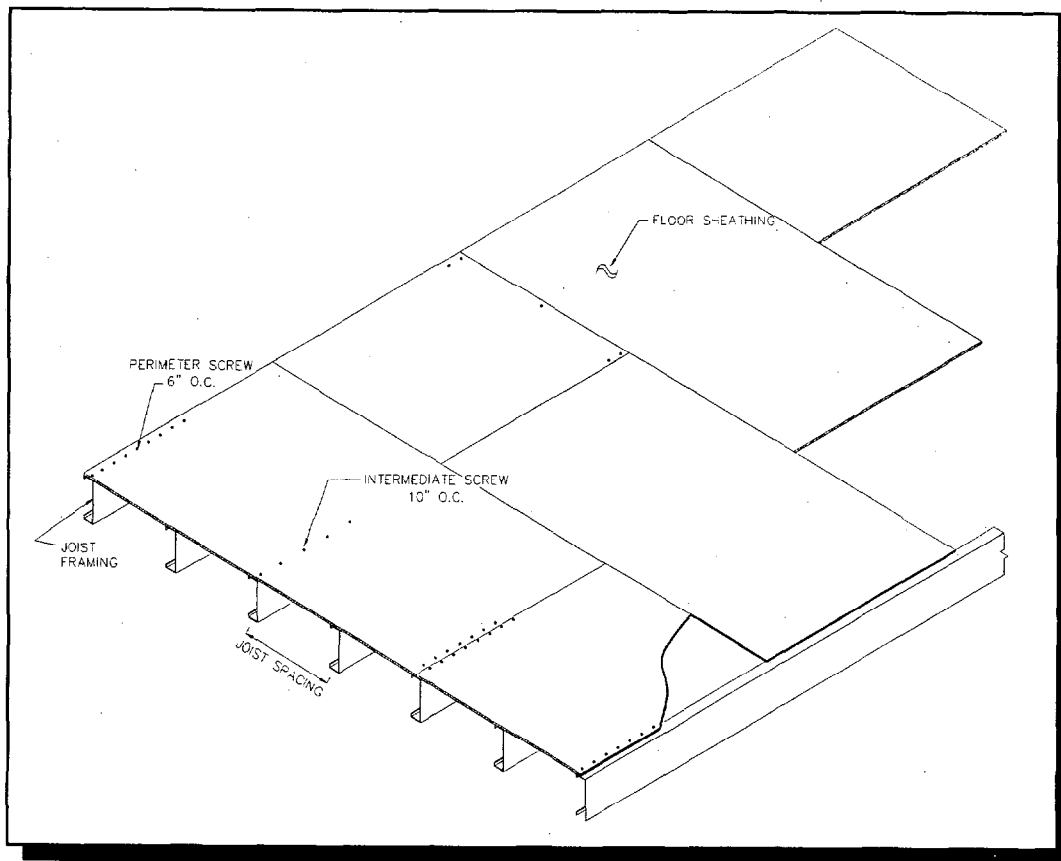 FLOOR SHEATHING
PERIMETER SCREW
6" O.C.
INTERMEDIATE SCREW
10" O.C.
JOIST
FRAMING
JOIST SPACING